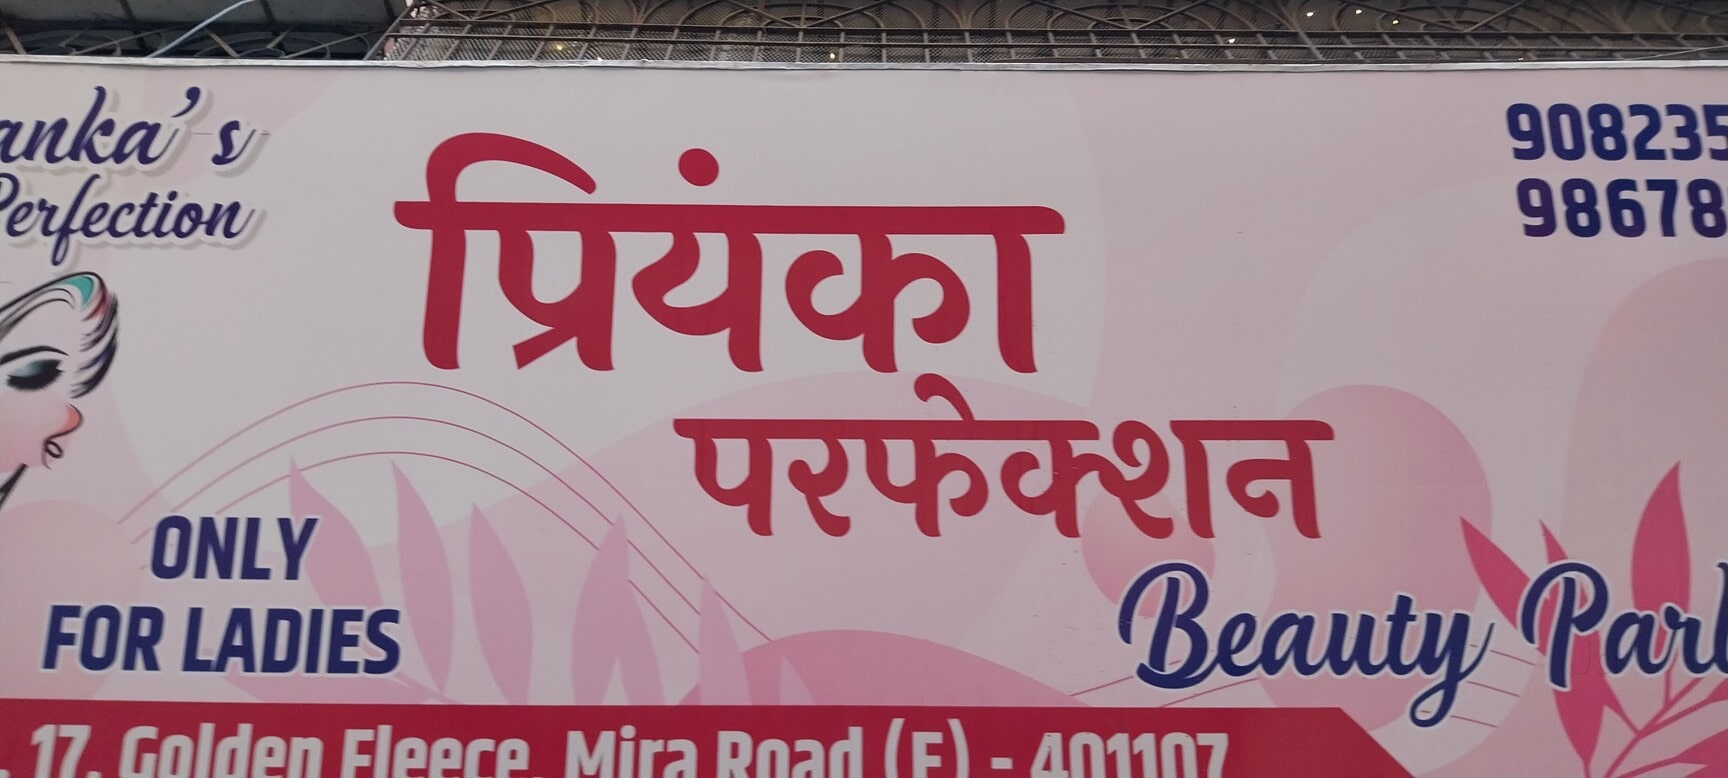 anka's
Perfection
प्रियंका
परफेक्शन
908235
98678
ONLY
FOR LADIES
Beauty Parl
17, Golden Fleece, Mira Road (E) - 401107